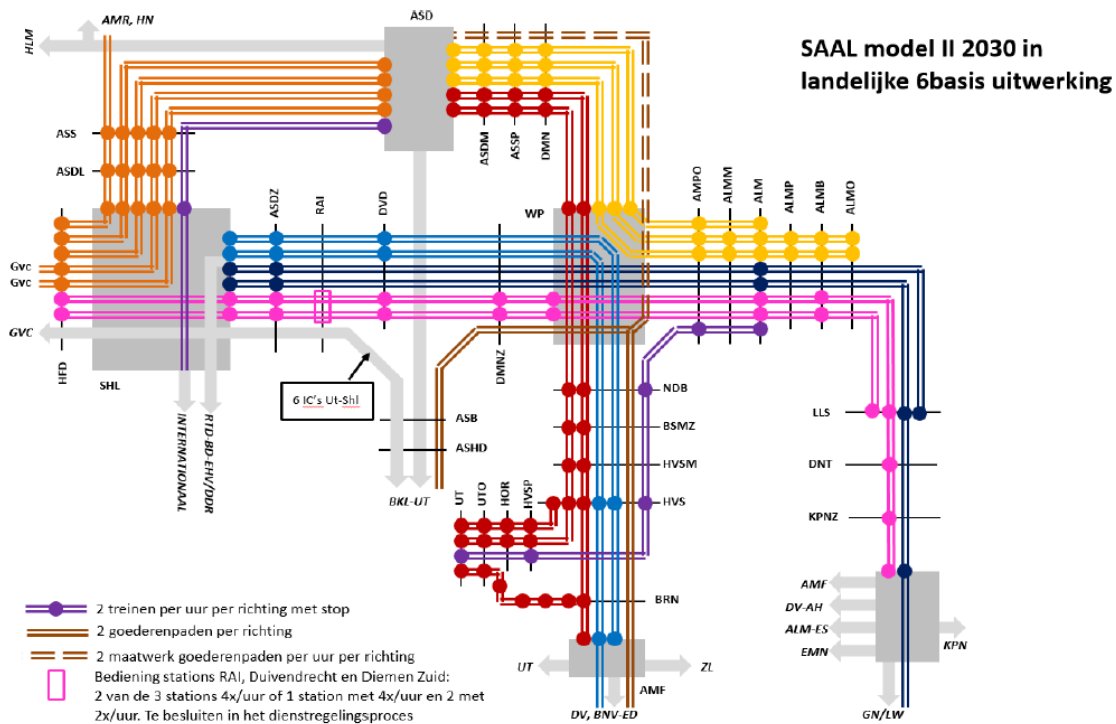 SAAL model II 2030 in
landelijke 6basis uitwerking
AMR, HN
HLM
ASD
ASS
ASDL
ASDM
ASSP
DMN
Gvc
Gvc
GVC
HFD
SHL
ASDZ
RAI
DVD
DMNZ
WP
AMPO
ALMM
ALM
ALMP
ALMB
ALMO
6 IC's Ut-Shl
INTERNATIONAAL
RTD-BD-EHV/DDR
ASB
ASHD
BKL-UT
NDB
BSMZ
HVSM
HVS
UT
UTO
HOR
HVSP
BRN
UT
ZL
AMF
DV, BNV-ED
LLS
DNT
KPNZ
AMF
DV-AH
ALM-ES
EMN
KPN
GN/LW
2 treinen per uur per richting met stop
2 goederenpaden per richting
2 maatwerk goederenpaden per uur per richting
Bediening stations RAI, Duivendrecht en Diemen Zuid:
2 van de 3 stations 4x/uur of 1 station met 4x/uur en 2 met
2x/uur. Te besluiten in het dienstregelingsproces